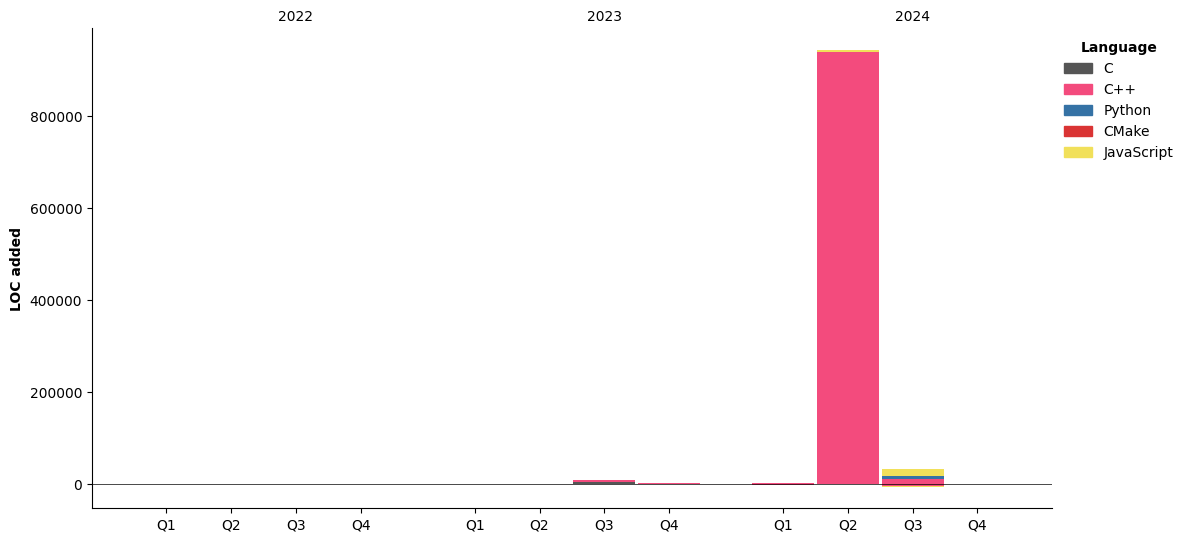 2022 2023 2024
Language
C
C++
Python
CMake
JavaScript
LOC added
800000
600000
400000
200000
0
Q1 Q2 Q3 Q4 Q1 Q2 Q3 Q4 Q1 Q2 Q3 Q4